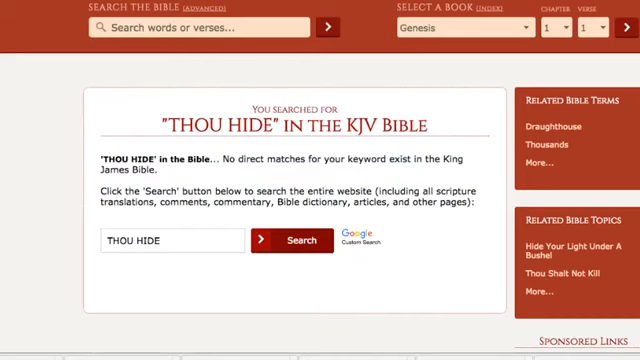 SEARCH THE BIBLE [ADVANCED]
Search words or verses...
SELECT A BOOK [INDEX]
CHAPTER
VERSE
Genesis
1
1
YOU SEARCHED FOR
"THOU HIDE" IN THE KJV BIBLE
'THOU HIDE' in the Bible... No direct matches for your keyword exist in the King
James Bible.
Click the 'Search' button below to search the entire website (including all scripture
translations, comments, commentary, Bible dictionary, articles, and other pages):
THOU HIDE
Search
Google
Custom Search
RELATED BIBLE TERMS
Draughthouse
Thousands
More...
RELATED BIBLE TOPICS
Hide Your Light Under A
Bushel
Thou Shalt Not Kill
More...
SPONSORED LINKS